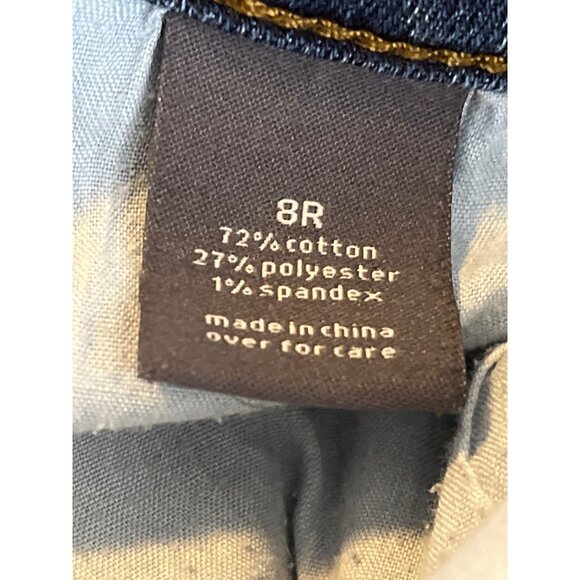 8R
72% cotton
27% polyester
1% spandex
made in china
over for care